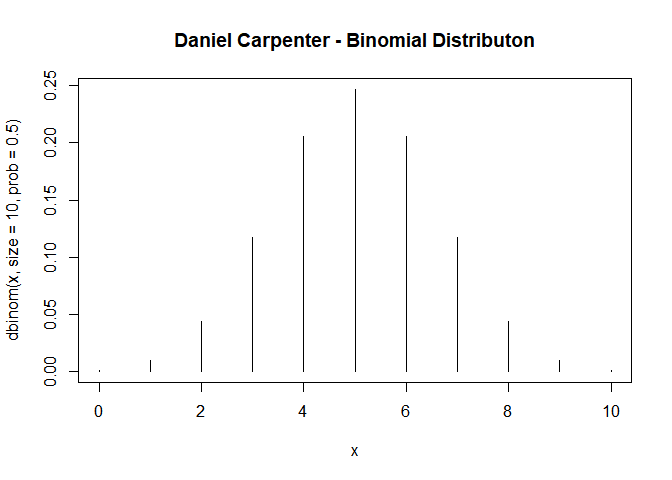 Daniel Carpenter - Binomial Distributon
dbinom(x, size = 10, prob = 0.5)
0.25
0.20
0.15
0.10
0.05
0.00
0 2 4 6 8 10
x